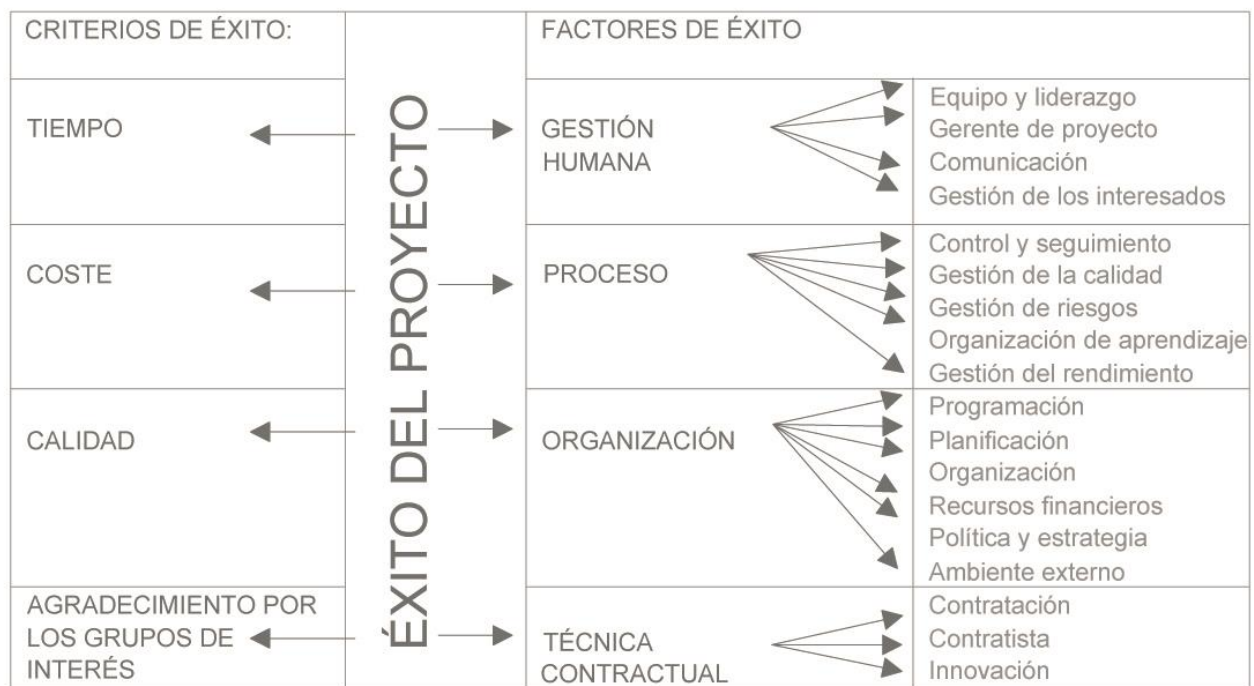 CRITERIOS DE ÉXITO:
FACTORES DE ÉXITO
ÉXITO DEL PROYECTO
TIEMPO
GESTIÓN
HUMANA
Equipo y liderazgo
Gerente de proyecto
Comunicación
Gestión de los interesados
COSTE
PROCESO
Control y seguimiento
Gestión de la calidad
Gestión de riesgos
Organización de aprendizaje
Gestión del rendimiento
CALIDAD
ORGANIZACIÓN
Programación
Planificación
Organización
Recursos financieros
Política y estrategia
Ambiente externo
AGRADECIMIENTO POR
LOS GRUPOS DE
INTERÉS
TÉCNICA
CONTRACTUAL
Contratación
Contratista
Innovación